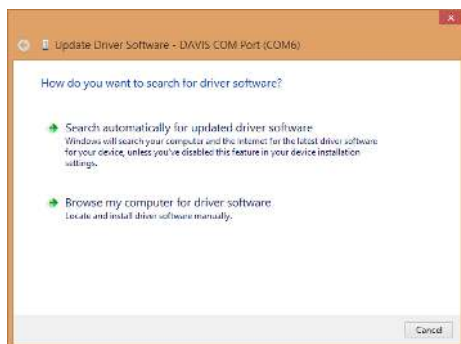 Update Driver Software - DAVIS COM Port (COM6)
How do you want to search for driver software?
Search automatically for updated driver software
Windows will search your computer and the Internet for the latest driver software
for your device, unless you've disabled this feature in your device installation
settings.
Browse my computer for driver software
Locate and install driver software manually.
Cancel